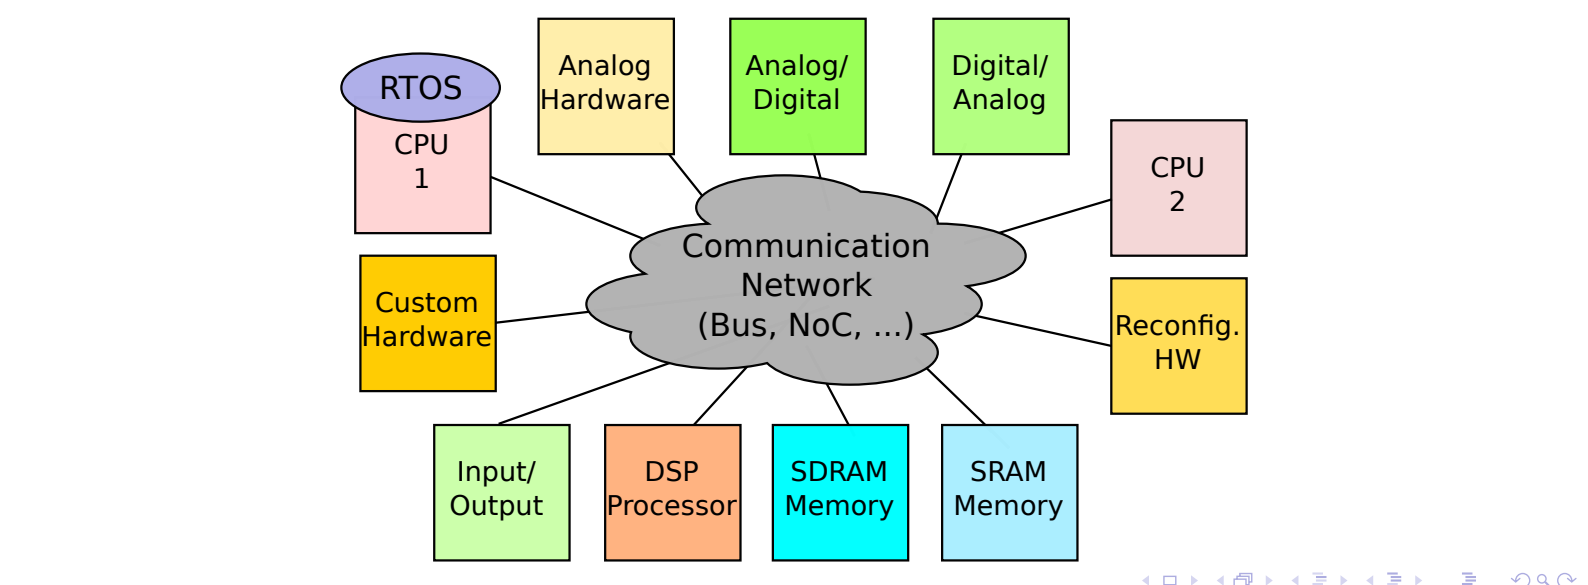 RTOS
CPU
1
Analog
Hardware
Analog/
Digital
Digital/
Analog
CPU
2
Communication
Network
(Bus, NoC, ...)
Custom
Hardware
Reconfig.
HW
Input/
Output
DSP
Processor
SDRAM
Memory
SRAM
Memory